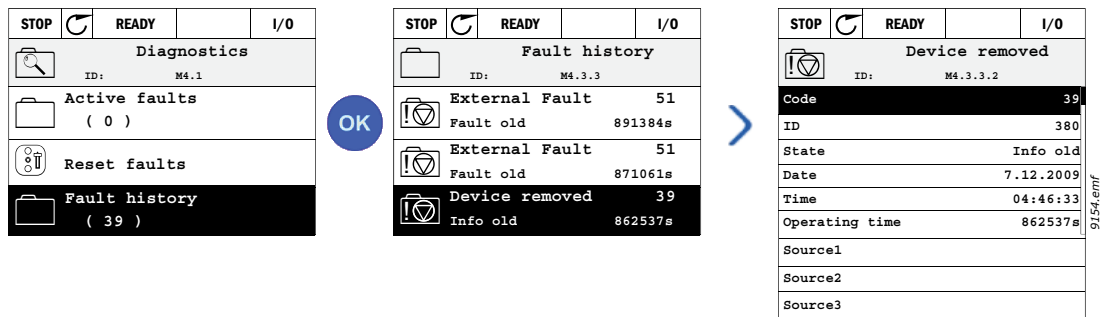 STOP READY I/O
Diagnostics
ID: M4.1
Active faults
( 0 )
Reset faults
Fault history
( 39 )
OK
STOP READY I/O
Fault history
ID: M4.3.3
External Fault 51
Fault old 891384s
External Fault 51
Fault old 871061s
Device removed 39
Info old 862537s
STOP READY I/O
Device removed
ID: M4.3.3.2
Code 39
ID 380
State Info old
Date 7.12.2009
Time 04:46:33
Operating time 862537s
Source1
Source2
Source3
9154.emf